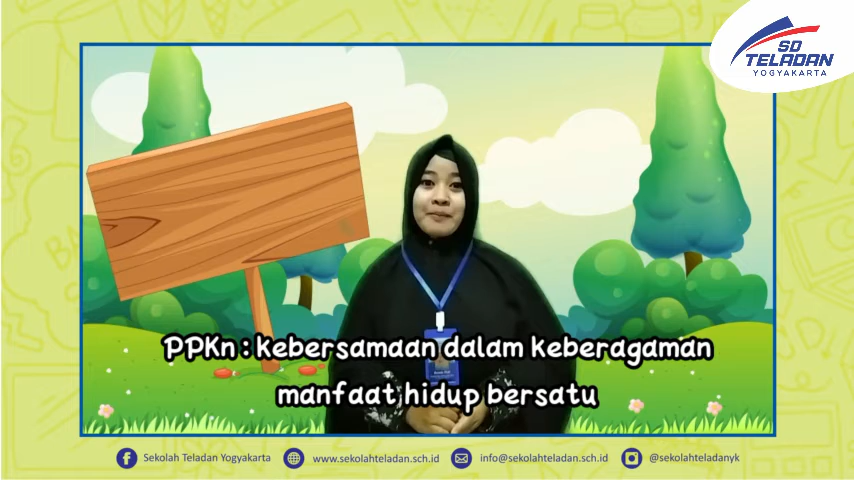 SD
TELADAN
YOGYAKARTA
PPKn : kebersamaan dalam keberagaman
manfaat hidup bersatu
Sekolah Teladan Yogyakarta
www.sekolahteladan.sch.id
info@sekolahteladan.sch.id
@sekolahteladanyk